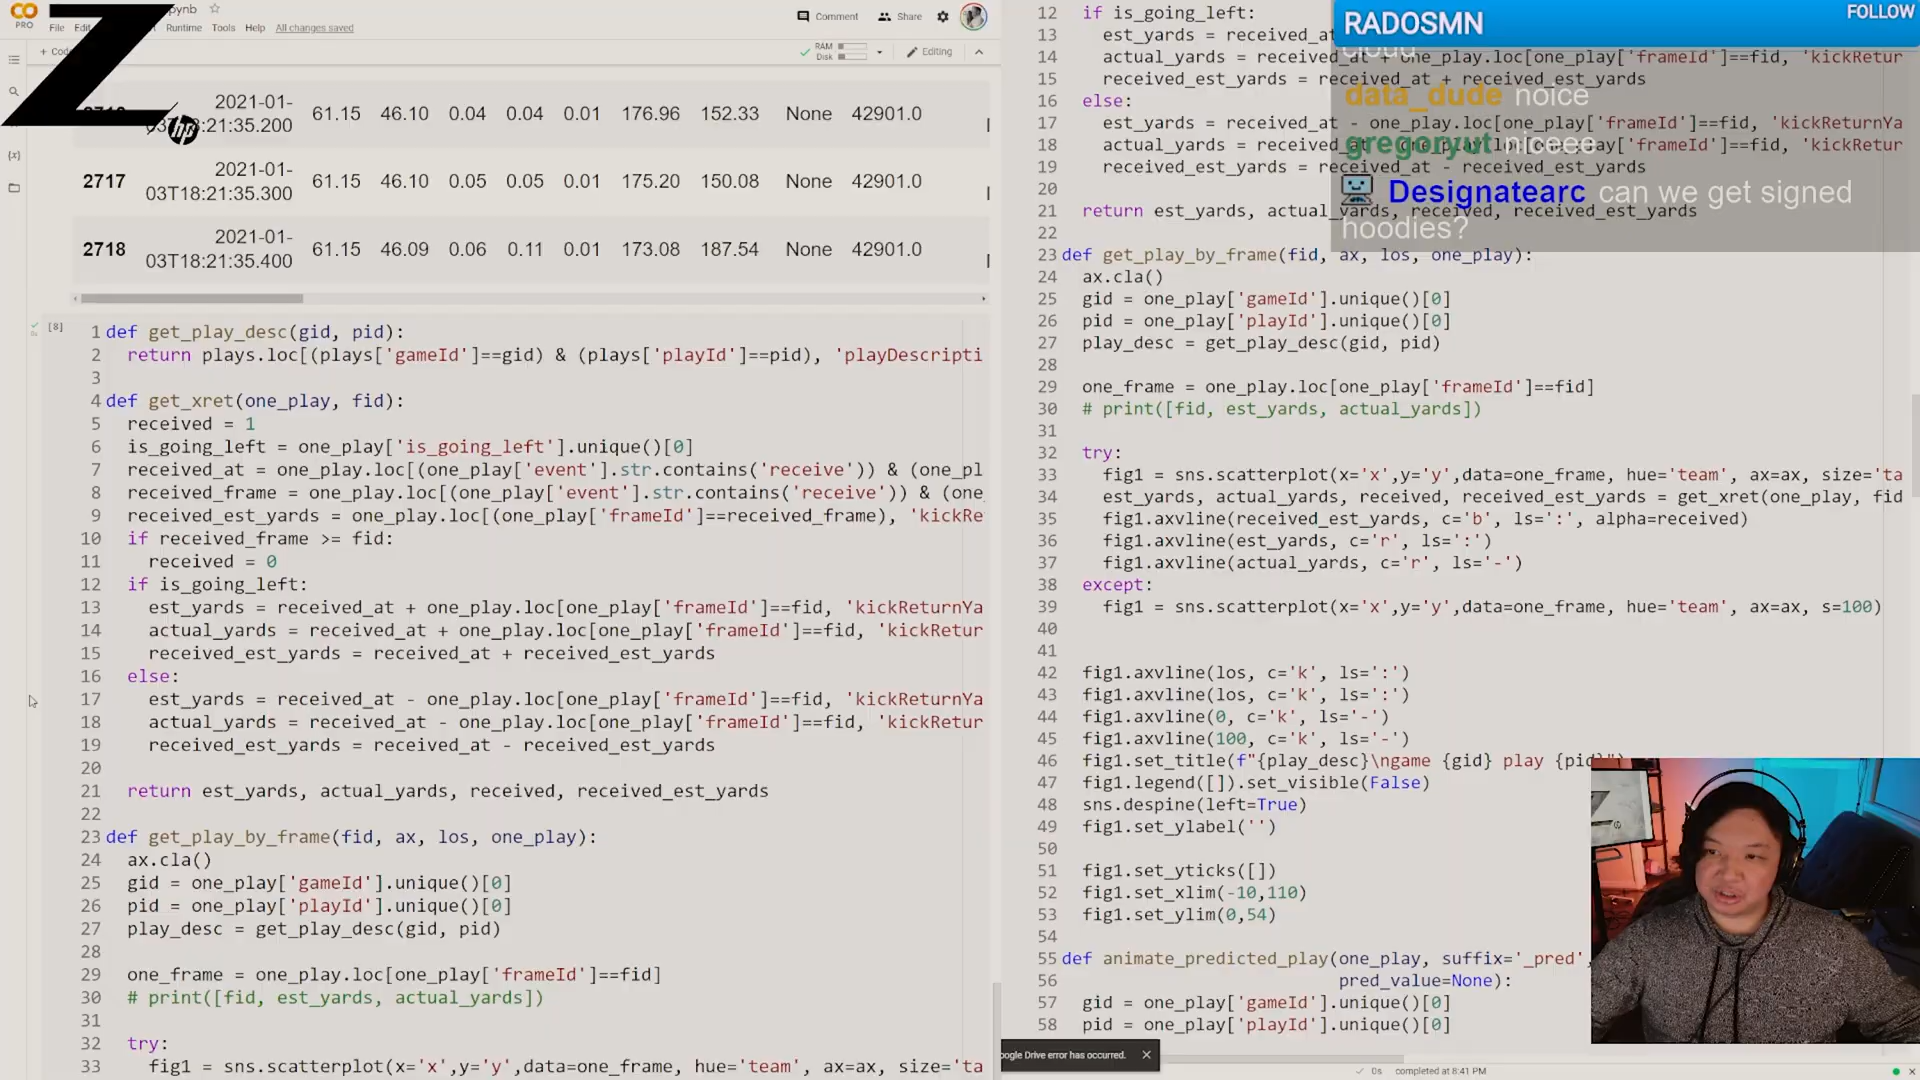 PRO
pynb
File
Runtime
Tools
Help
All changes saved
Comment
Share
RAM
Disk
Editing
2021-01-
03T18:21:35.200 61.15 46.10 0.04 0.04 0.01 176.96 152.33 None 42901.0
hp
2717 2021-01-
03T18:21:35.300 61.15 46.10 0.05 0.05 0.01 175.20 150.08 None 42901.0
2718 2021-01-
03T18:21:35.400 61.15 46.09 0.06 0.11 0.01 173.08 187.54 None 42901.0
[8]
1 def get_play_desc(gid, pid):
2 return plays.loc[(plays['gameId']==gid) & (plays['playId']==pid), 'playDescripti
3
4 def get_xret(one_play, fid):
5 received = 1
6 is_going_left = one_play['is_going_left'].unique()[0]
7 received_at = one_play.loc[(one_play['event'].str.contains('receive')) & (one_pl
8 received_frame = one_play.loc[(one_play['event'].str.contains('receive')) & (one_
9 received_est_yards = one_play.loc[(one_play['frameId']==received_frame), 'kickRe
10 if received_frame >= fid:
11 received = 0
12 if is_going_left:
13 est_yards = received_at + one_play.loc[one_play['frameId']==fid, 'kickReturnYa
14 actual_yards = received_at + one_play.loc[one_play['frameId']==fid, 'kickRetur
15 received_est_yards = received_at + received_est_yards
16 else:
17 est_yards = received_at - one_play.loc[one_play['frameId']==fid, 'kickReturnYa
18 actual_yards = received_at - one_play.loc[one_play['frameId']==fid, 'kickRetur
19 received_est_yards = received_at - received_est_yards
20
21 return est_yards, actual_yards, received, received_est_yards
22
23 def get_play_by_frame(fid, ax, los, one_play):
24 ax.cla()
25 gid = one_play['gameId'].unique()[0]
26 pid = one_play['playId'].unique()[0]
27 play_desc = get_play_desc(gid, pid)
28
29 one_frame = one_play.loc[one_play['frameId']==fid]
30 # print([fid, est_yards, actual_yards])
31
32 try:
33 fig1 = sns.scatterplot(x='x',y='y',data=one_frame, hue='team', ax=ax, size='ta
12 if is_going_left:
13 est_yards = received_at
14 actual_yards = received_at + one_play.loc[one_play['frameId']==fid, 'kickRetur
15 received_est_yards = received_at + received_est_yards
16 else:
17 est_yards = received_at - one_play.loc[one_play['frameId']==fid, 'kickReturnYa
18 actual_yards = received_at - one_play.loc[one_play['frameId']==fid, 'kickRetur
19 received_est_yards = received_at - received_est_yards
20
21 return est_yards, actual_yards, received, received_est_yards
22
23 def get_play_by_frame(fid, ax, los, one_play):
24 ax.cla()
25 gid = one_play['gameId'].unique()[0]
26 pid = one_play['playId'].unique()[0]
27 play_desc = get_play_desc(gid, pid)
28
29 one_frame = one_play.loc[one_play['frameId']==fid]
30 # print([fid, est_yards, actual_yards])
31
32 try:
33 fig1 = sns.scatterplot(x='x',y='y',data=one_frame, hue='team', ax=ax, size='ta
34 est_yards, actual_yards, received, received_est_yards = get_xret(one_play, fid
35 fig1.axvline(received_est_yards, c='b', ls=':', alpha=received)
36 fig1.axvline(est_yards, c='r', ls=':')
37 fig1.axvline(actual_yards, c='r', ls='-')
38 except:
39 fig1 = sns.scatterplot(x='x',y='y',data=one_frame, hue='team', ax=ax, s=100)
40
41
42 fig1.axvline(los, c='k', ls=':')
43 fig1.axvline(los, c='k', ls=':')
44 fig1.axvline(0, c='k', ls='-')
45 fig1.axvline(100, c='k', ls='-')
46 fig1.set_title(f"{play_desc}\ngame {gid} play {pid}")
47 fig1.legend([]).set_visible(False)
48 sns.despine(left=True)
49 fig1.set_ylabel('')
50
51 fig1.set_yticks([])
52 fig1.set_xlim(-10,110)
53 fig1.set_ylim(0,54)
54
55 def animate_predicted_play(one_play, suffix='_pred',
56 pred_value=None):
57 gid = one_play['gameId'].unique()[0]
58 pid = one_play['playId'].unique()[0]
RADOSMN
FOLLOW
cloud
data_dude noice
gregoryut niceee
Designatearc can we get signed
hoodies?
oogle Drive error has occurred.
0s completed at 8:41 PM